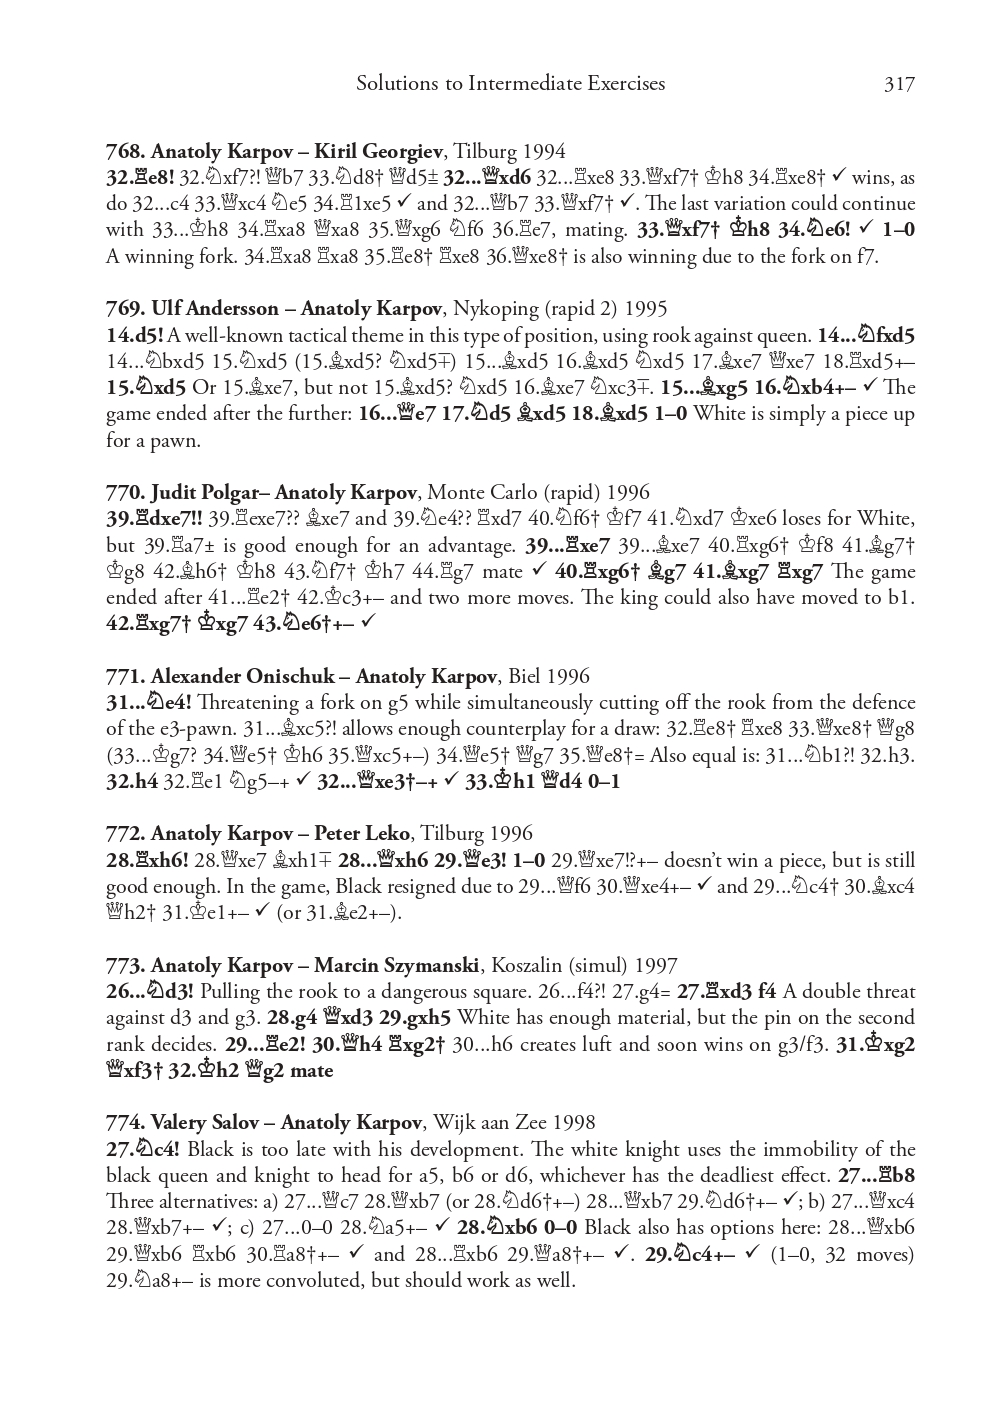 Solutions to Intermediate Exercises 317
768. Anatoly Karpov – Kiril Georgiev, Tilburg 1994
32.♖e8! 32.♘xf7?! ♕b7 33.♘d8† ♕d5± 32...♕xd6 32...♖xe8 33.♕xf7† ♔h8 34.♖xe8† ✓ wins, as
do 32...c4 33.♕xc4 ♘e5 34.♖1xe5 ✓ and 32...♕b7 33.♕xf7† ✓. The last variation could continue
with 33...♔h8 34.♖xa8 ♕xa8 35.♕xg6 ♘f6 36.♖e7, mating. 33.♕xf7† ♔h8 34.♘e6! ✓ 1–0
A winning fork. 34.♖xa8 ♖xa8 35.♖e8† ♖xe8 36.♕xe8† is also winning due to the fork on f7.
769. Ulf Andersson – Anatoly Karpov, Nykoping (rapid 2) 1995
14.d5! A well-known tactical theme in this type of position, using rook against queen. 14...♘fxd5
14...♘bxd5 15.♘xd5 (15.♗xd5? ♘xd5∓) 15...♗xd5 16.♗xd5 ♘xd5 17.♗xe7 ♕xe7 18.♖xd5+–
15.♘xd5 Or 15.♗xe7, but not 15.♗xd5? ♘xd5 16.♗xe7 ♘xc3∓. 15...♗xg5 16.♘xb4+– ✓ The
game ended after the further: 16...♕e7 17.♘d5 ♗xd5 18.♗xd5 1–0 White is simply a piece up
for a pawn.
770. Judit Polgar– Anatoly Karpov, Monte Carlo (rapid) 1996
39.♖dxe7!! 39.♖exe7?? ♗xe7 and 39.♘e4?? ♖xd7 40.♘f6† ♔f7 41.♘xd7 ♔xe6 loses for White,
but 39.♖a7± is good enough for an advantage. 39...♖xe7 39...♗xe7 40.♖xg6† ♔f8 41.♗g7†
♔g8 42.♗h6† ♔h8 43.♘f7† ♔h7 44.♖g7 mate ✓ 40.♖xg6† ♗g7 41.♗xg7 ♖xg7 The game
ended after 41...♖e2† 42.♔c3+– and two more moves. The king could also have moved to b1.
42.♖xg7† ♔xg7 43.♘e6†+– ✓
771. Alexander Onischuk – Anatoly Karpov, Biel 1996
31...♘e4! Threatening a fork on g5 while simultaneously cutting off the rook from the defence
of the e3-pawn. 31...♗xc5?! allows enough counterplay for a draw: 32.♖e8† ♖xe8 33.♕xe8† ♕g8
(33...♔g7? 34.♕e5† ♔h6 35.♕xc5+–) 34.♕e5† ♕g7 35.♕e8†= Also equal is: 31...♘b1?! 32.h3.
32.h4 32.♖e1 ♘g5–+ ✓ 32...♕xe3†–+ ✓ 33.♔h1 ♕d4 0–1
772. Anatoly Karpov – Peter Leko, Tilburg 1996
28.♖xh6! 28.♕xe7 ♗xh1∓ 28...♕xh6 29.♕e3! 1–0 29.♕xe7!?+– doesn’t win a piece, but is still
good enough. In the game, Black resigned due to 29...♕f6 30.♕xe4+– ✓ and 29...♘c4† 30.♗xc4
♕h2† 31.♔e1+– ✓ (or 31.♗e2+–).
773. Anatoly Karpov – Marcin Szymanski, Koszalin (simul) 1997
26...♘d3! Pulling the rook to a dangerous square. 26...f4?! 27.g4= 27.♖xd3 f4 A double threat
against d3 and g3. 28.g4 ♕xd3 29.gxh5 White has enough material, but the pin on the second
rank decides. 29...♖e2! 30.♕h4 ♖xg2† 30...h6 creates luft and soon wins on g3/f3. 31.♔xg2
♕xf3† 32.♔h2 ♕g2 mate
774. Valery Salov – Anatoly Karpov, Wijk aan Zee 1998
27.♘c4! Black is too late with his development. The white knight uses the immobility of the
black queen and knight to head for a5, b6 or d6, whichever has the deadliest effect. 27...♖b8
Three alternatives: a) 27...♕c7 28.♕xb7 (or 28.♘d6†+–) 28...♕xb7 29.♘d6†+– ✓; b) 27...♕xc4
28.♕xb7+– ✓; c) 27...0–0 28.♘a5+– ✓ 28.♘xb6 0–0 Black also has options here: 28...♕xb6
29.♕xb6 ♖xb6 30.♖a8†+– ✓ and 28...♖xb6 29.♕a8†+– ✓. 29.♘c4+– ✓ (1–0, 32 moves)
29.♘a8+– is more convoluted, but should work as well.